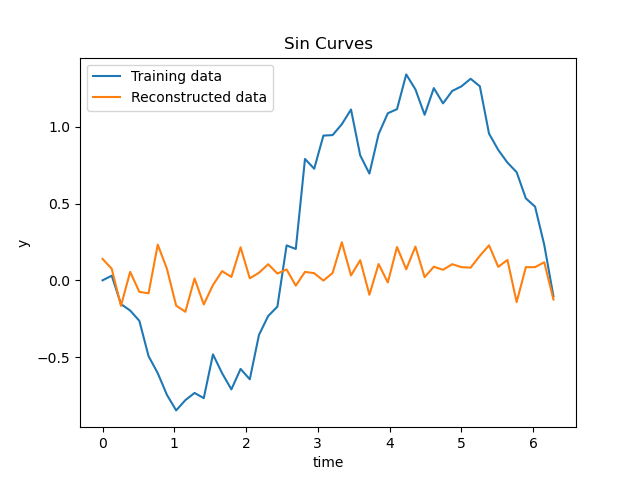 Sin Curves
Training data
Reconstructed data
1.0
0.5
0.0
−0.5
y
0 1 2 3 4 5 6
time